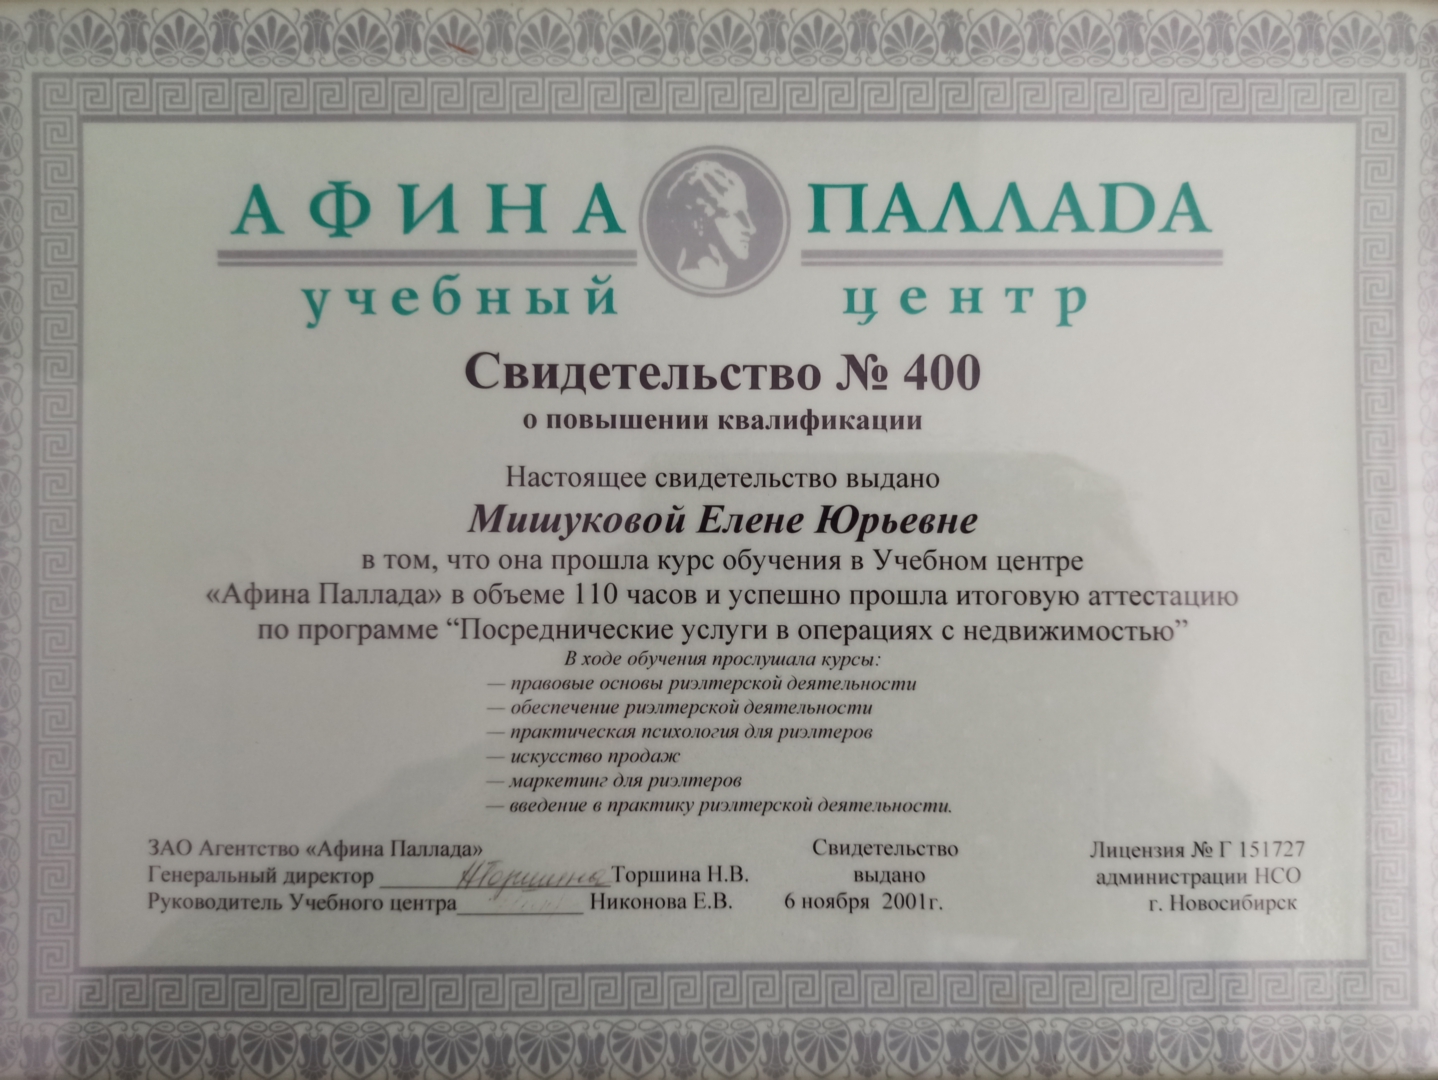 АФИНА ПАЛЛАДА
учебный центр
Свидетельство № 400
о повышении квалификации
Настоящее свидетельство выдано
Мишуковой Елене Юрьевне
в том, что она прошла курс обучения в Учебном центре
«Афина Паллада» в объеме 110 часов и успешно прошла итоговую аттестацию
по программе “Посреднические услуги в операциях с недвижимостью”
В ходе обучения прослушала курсы:
— правовые основы риэлтерской деятельности
— обеспечение риэлтерской деятельности
— практическая психология для риэлтеров
— искусство продаж
— маркетинг для риэлтеров
— введение в практику риэлтерской деятельности.
ЗАО Агентство «Афина Паллада»
Генеральный директор НТоршина Торшина Н.В.
Руководитель Учебного центра Никонова Е.В.
Свидетельство
выдано
6 ноября 2001г.
Лицензия № Г 151727
администрации НСО
г. Новосибирск